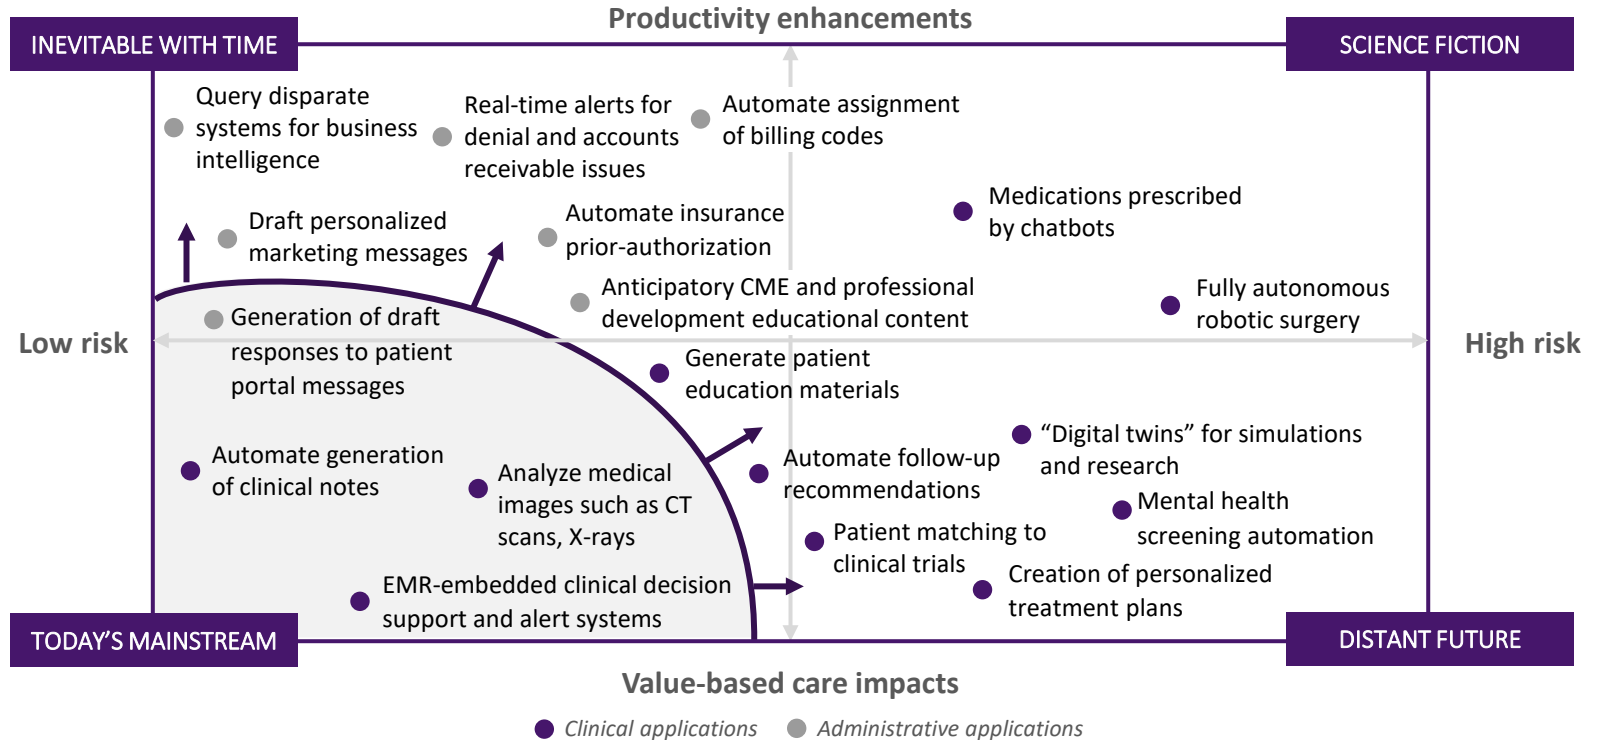 Productivity enhancements
INEVITABLE WITH TIME
SCIENCE FICTION
Query disparate
systems for business
intelligence
Real-time alerts for
denial and accounts
receivable issues
Automate assignment
of billing codes
Medications prescribed
by chatbots
Draft personalized
marketing messages
Automate insurance
prior-authorization
Anticipatory CME and professional
development educational content
Fully autonomous
robotic surgery
Low risk
High risk
Generation of draft
responses to patient
portal messages
Generate patient
education materials
Automate generation
of clinical notes
Analyze medical
images such as CT
scans, X-rays
Automate follow-up
recommendations
“Digital twins” for simulations
and research
Mental health
screening automation
Patient matching to
clinical trials
EMR-embedded clinical decision
support and alert systems
Creation of personalized
treatment plans
TODAY’S MAINSTREAM
DISTANT FUTURE
Value-based care impacts
Clinical applications
Administrative applications